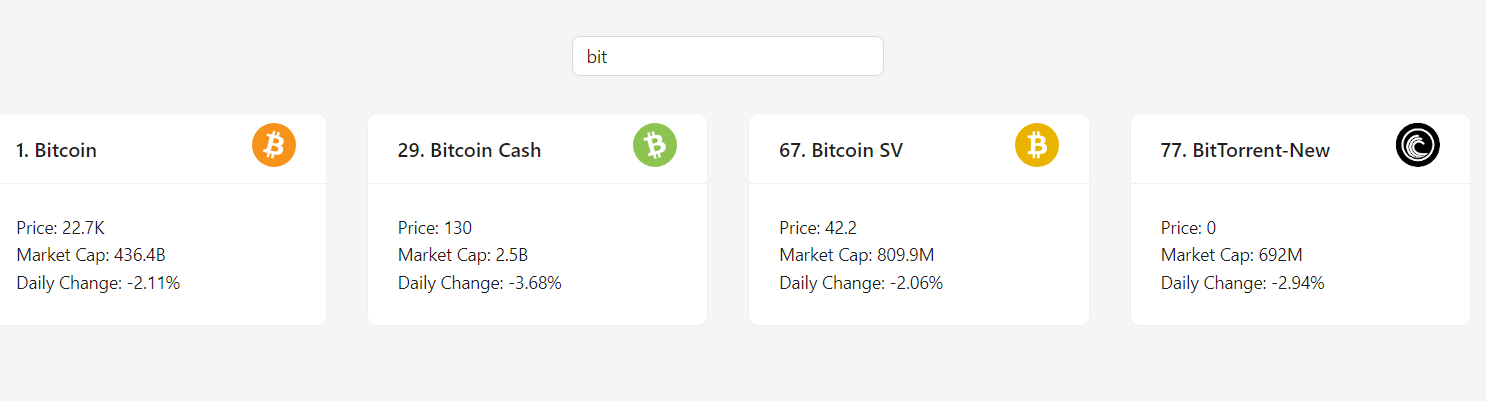 bit
1. Bitcoin
Price: 22.7K
Market Cap: 436.4B
Daily Change: -2.11%
29. Bitcoin Cash
Price: 130
Market Cap: 2.5B
Daily Change: -3.68%
67. Bitcoin SV
Price: 42.2
Market Cap: 809.9M
Daily Change: -2.06%
77. BitTorrent-New
Price: 0
Market Cap: 692M
Daily Change: -2.94%